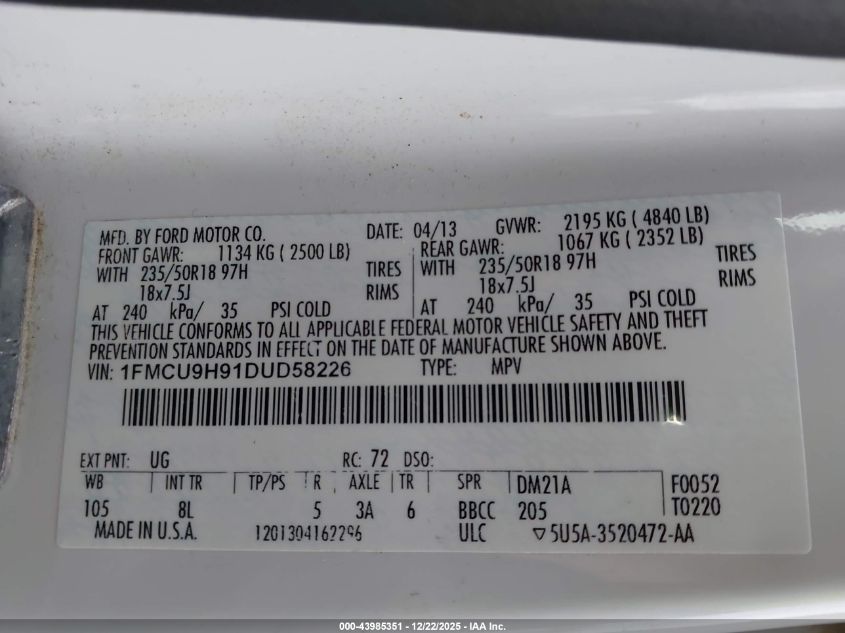 MFD. BY FORD MOTOR CO. DATE: 04/13 GVWR: 2195 KG ( 4840 LB)
FRONT GAWR: 1134 KG ( 2500 LB) REAR GAWR: 1067 KG ( 2352 LB)
WITH 235/50R18 97H TIRES WITH 235/50R18 97H TIRES
18x7.5J RIMS 18x7.5J RIMS
AT 240 kPa/ 35 PSI COLD AT 240 kPa/ 35 PSI COLD
THIS VEHICLE CONFORMS TO ALL APPLICABLE FEDERAL MOTOR VEHICLE SAFETY AND THEFT
PREVENTION STANDARDS IN EFFECT ON THE DATE OF MANUFACTURE SHOWN ABOVE.
VIN: 1FMCU9H91DUD58226 TYPE: MPV
EXT PNT: UG RC: 72 DSO:
WB INT TR TP/PS R AXLE TR SPR DM21A F0052
105 8L 5 3A 6 BBCC 205 T0220
MADE IN U.S.A. 1201304162296 ULC ▽5U5A-3520472-AA
000-43985351 - 12/22/2025 - IAA Inc.